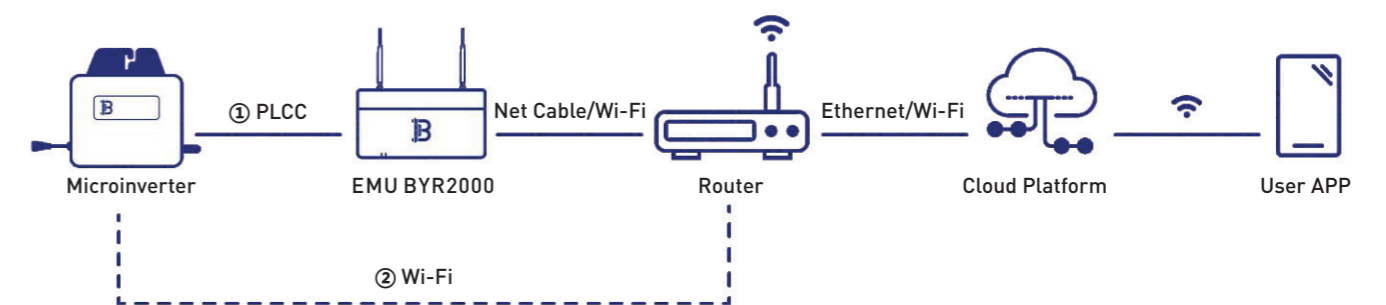 B
① PLCC
B
Net Cable/Wi-Fi
Ethernet/Wi-Fi
Microinverter
EMU BYR2000
Router
Cloud Platform
User APP
② Wi-Fi